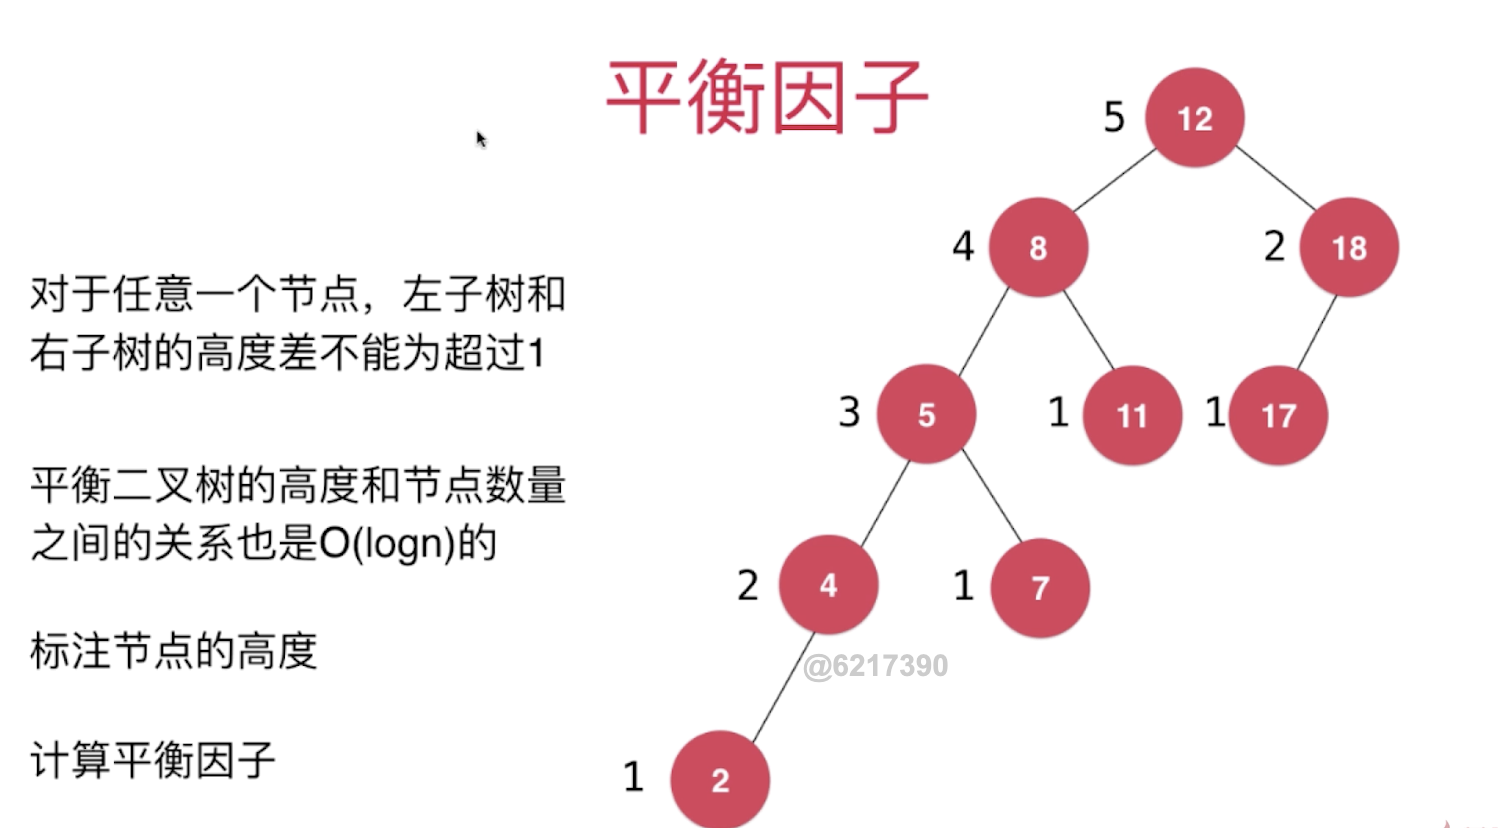 平衡因子
对于任意一个节点，左子树和
右子树的高度差不能为超过1
平衡二叉树的高度和节点数量
之间的关系也是O(logn)的
标注节点的高度
计算平衡因子
5 12
4 8 2 18
3 5 1 11 1 17
2 4 1 7
@6217390
1 2